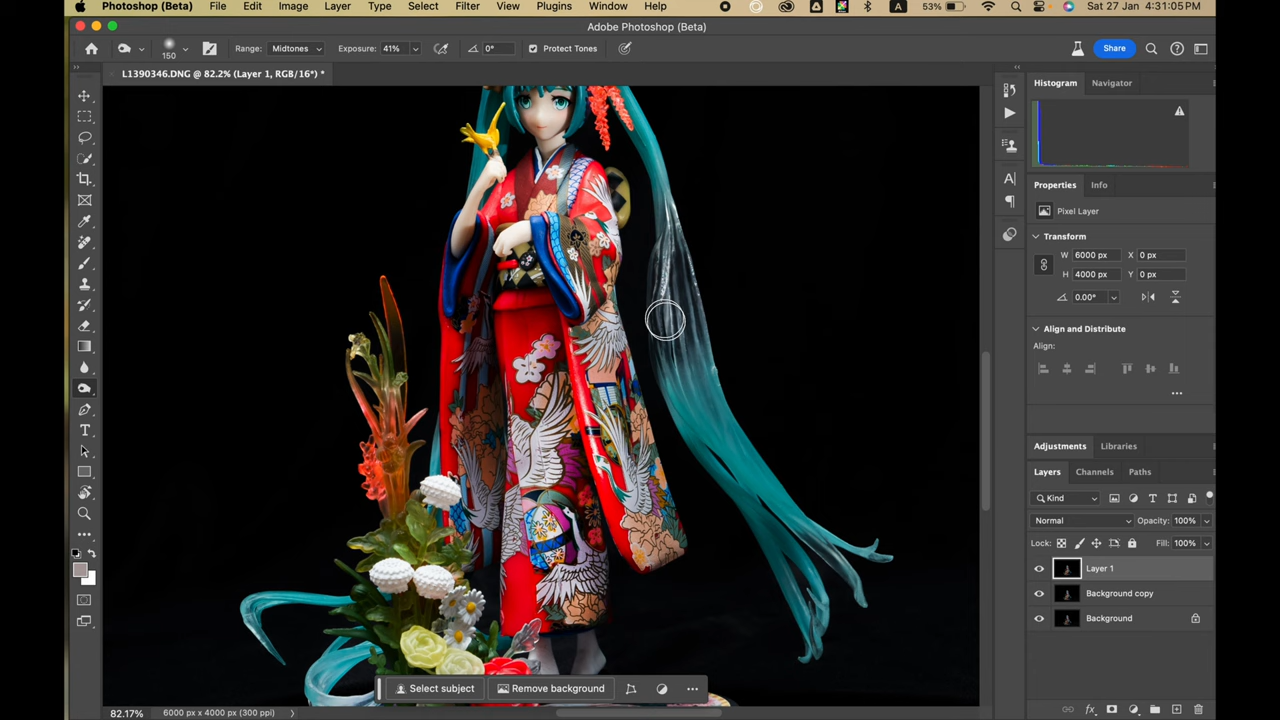 Photoshop (Beta) File Edit Image Layer Type Select Filter View Plugins Window Help A 53% Sat 27 Jan 4:31:05 PM
Adobe Photoshop (Beta)
150 Range: Midtones Exposure: 41% 0° Protect Tones Share
L1390346.DNG @ 82.2% (Layer 1, RGB/16*) *
Histogram Navigator
Properties Info
Pixel Layer
Transform
W 6000 px X 0 px
H 4000 px Y 0 px
0.00°
Align and Distribute
Align:
Adjustments Libraries
Layers Channels Paths
Kind
Normal Opacity: 100%
Lock: Fill: 100%
Layer 1
Background copy
Background
Select subject Remove background
82.17% 6000 px x 4000 px (300 ppi)